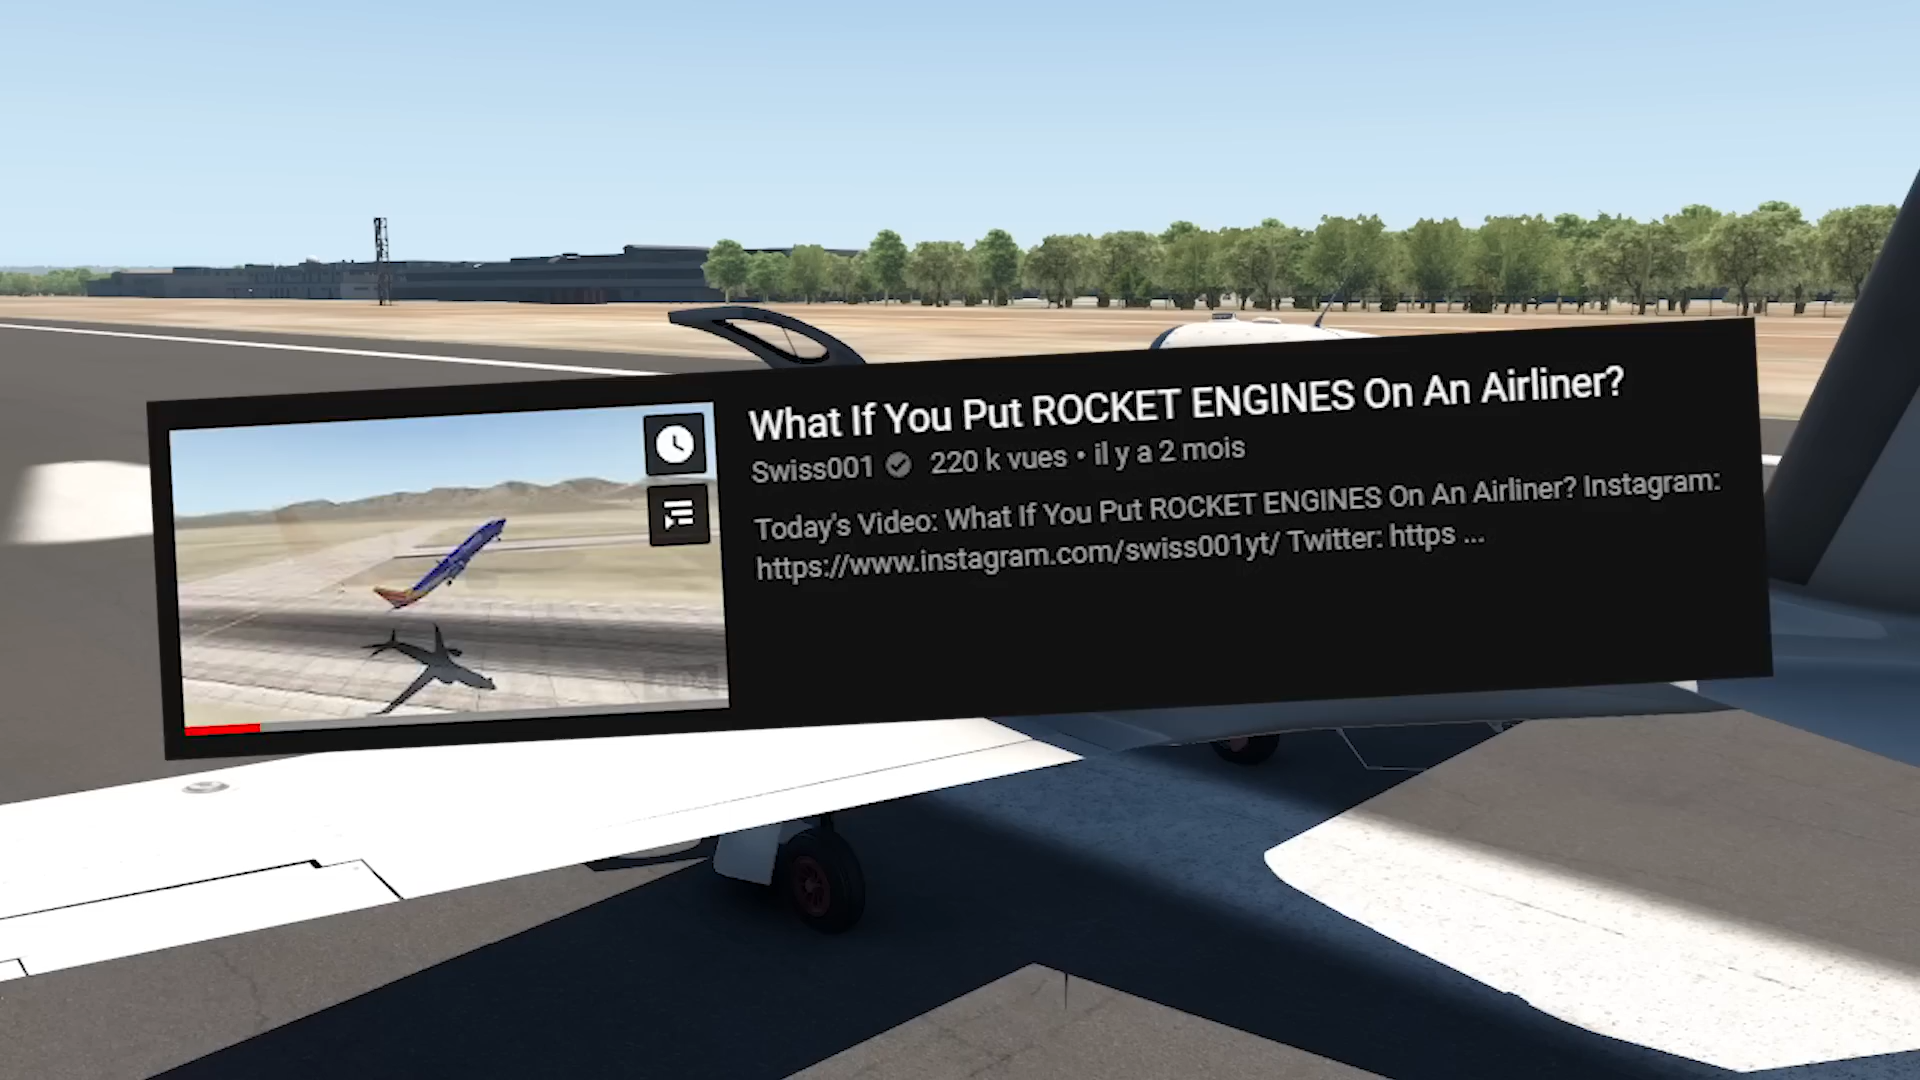 What If You Put ROCKET ENGINES On An Airliner?
Swiss001 220 k vues • il y a 2 mois
Today's Video: What If You Put ROCKET ENGINES On An Airliner? Instagram:
https://www.instagram.com/swiss001yt/ Twitter: https ...